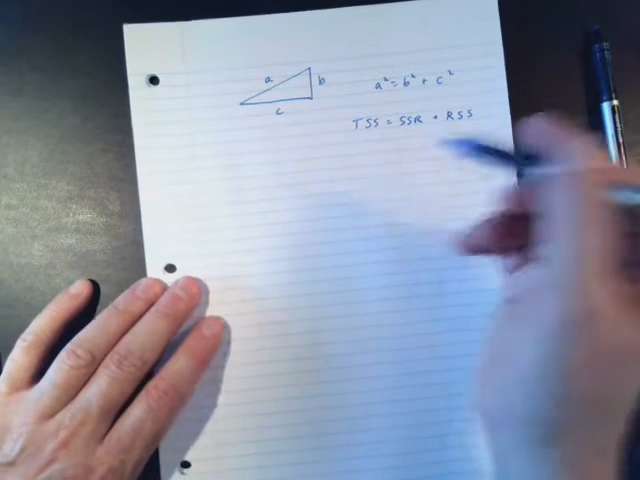 a
b
c
a² = b² + c²
TSS = SSR + RSS